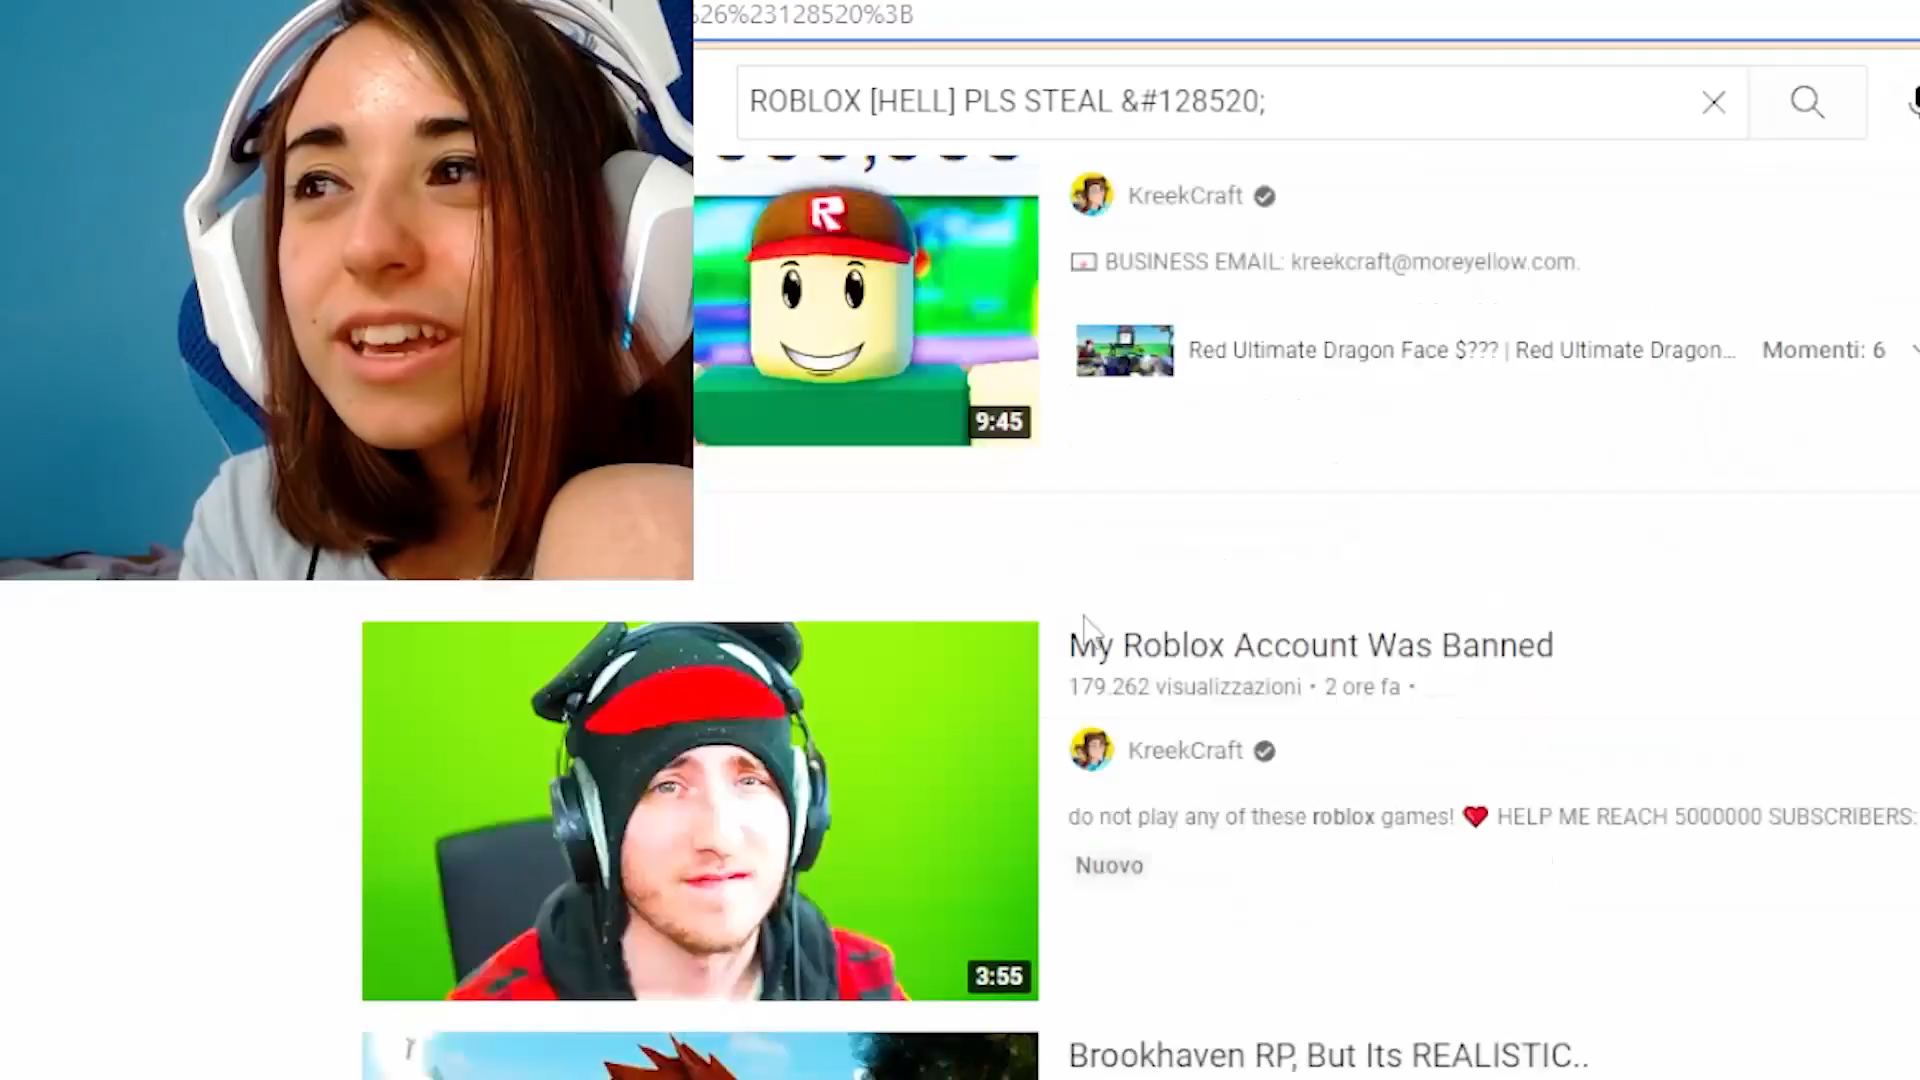 %26%23128520%3B
ROBLOX [HELL] PLS STEAL &#128520;
R
KreekCraft
BUSINESS EMAIL: kreekcraft@moreyellow.com.
Red Ultimate Dragon Face $??? | Red Ultimate Dragon... Momenti: 6
9:45
My Roblox Account Was Banned
179.262 visualizzazioni • 2 ore fa •
KreekCraft
do not play any of these roblox games! ❤️ HELP ME REACH 5000000 SUBSCRIBERS:
Nuovo
3:55
Brookhaven RP, But Its REALISTIC..